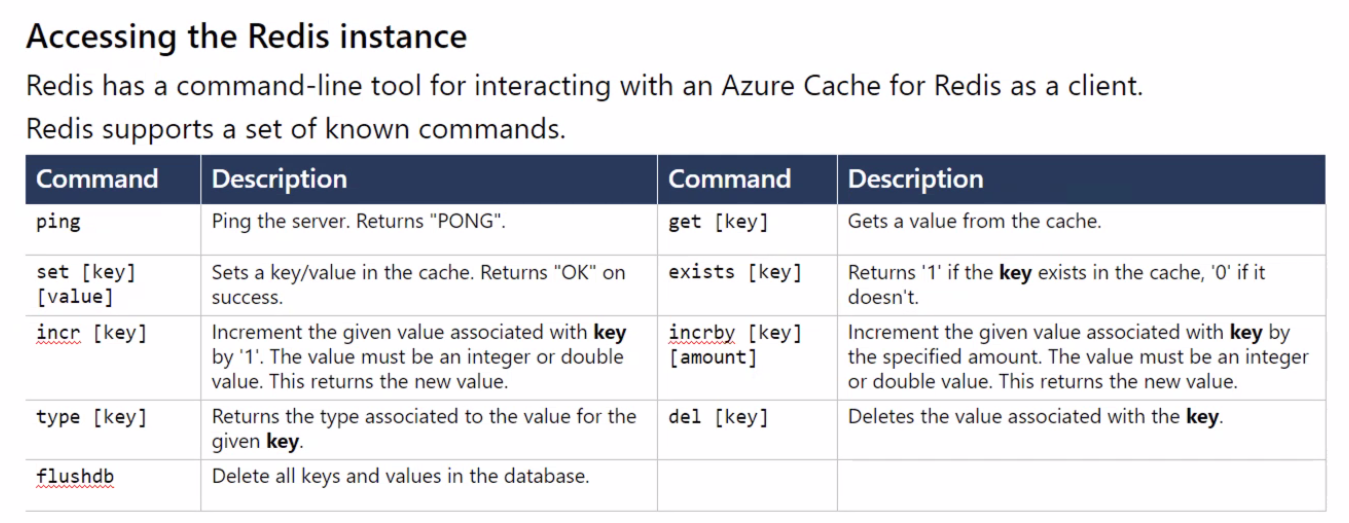 Accessing the Redis instance
Redis has a command-line tool for interacting with an Azure Cache for Redis as a client.
Redis supports a set of known commands.
Command
Description
Command
Description
ping
Ping the server. Returns "PONG".
get [key]
Gets a value from the cache.
set [key]
[value]
Sets a key/value in the cache. Returns "OK" on
success.
exists [key]
Returns '1' if the key exists in the cache, '0' if it
doesn't.
incr [key]
Increment the given value associated with key
by '1'. The value must be an integer or double
value. This returns the new value.
incrby [key]
[amount]
Increment the given value associated with key by
the specified amount. The value must be an integer
or double value. This returns the new value.
type [key]
Returns the type associated to the value for the
given key.
del [key]
Deletes the value associated with the key.
flushdb
Delete all keys and values in the database.